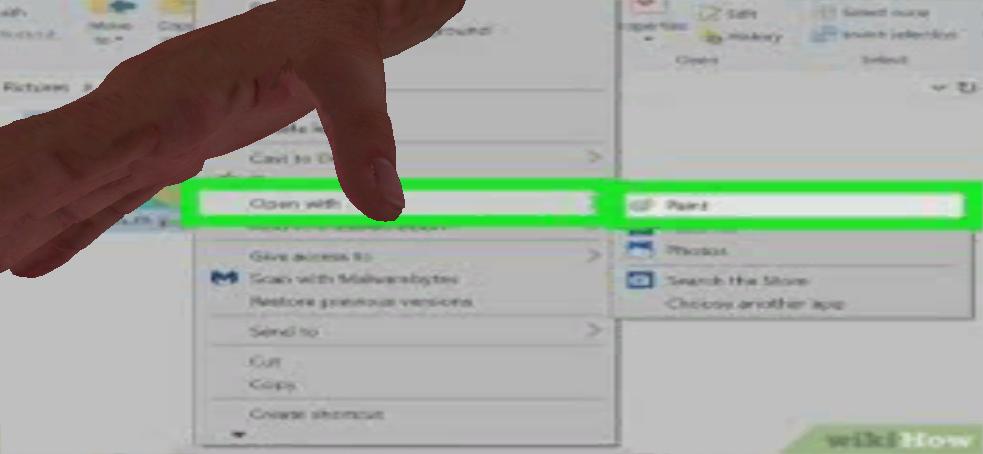 Move
to
Edit
Select none
History
Invert selection
Open
Select
Pictures
Cast to D
Open with
Paint
Give access to
Photos
Scan with Malwarebytes
Search the Store
Restore previous versions
Choose another app
Send to
Cut
Copy
Create shortcut
wikiHow